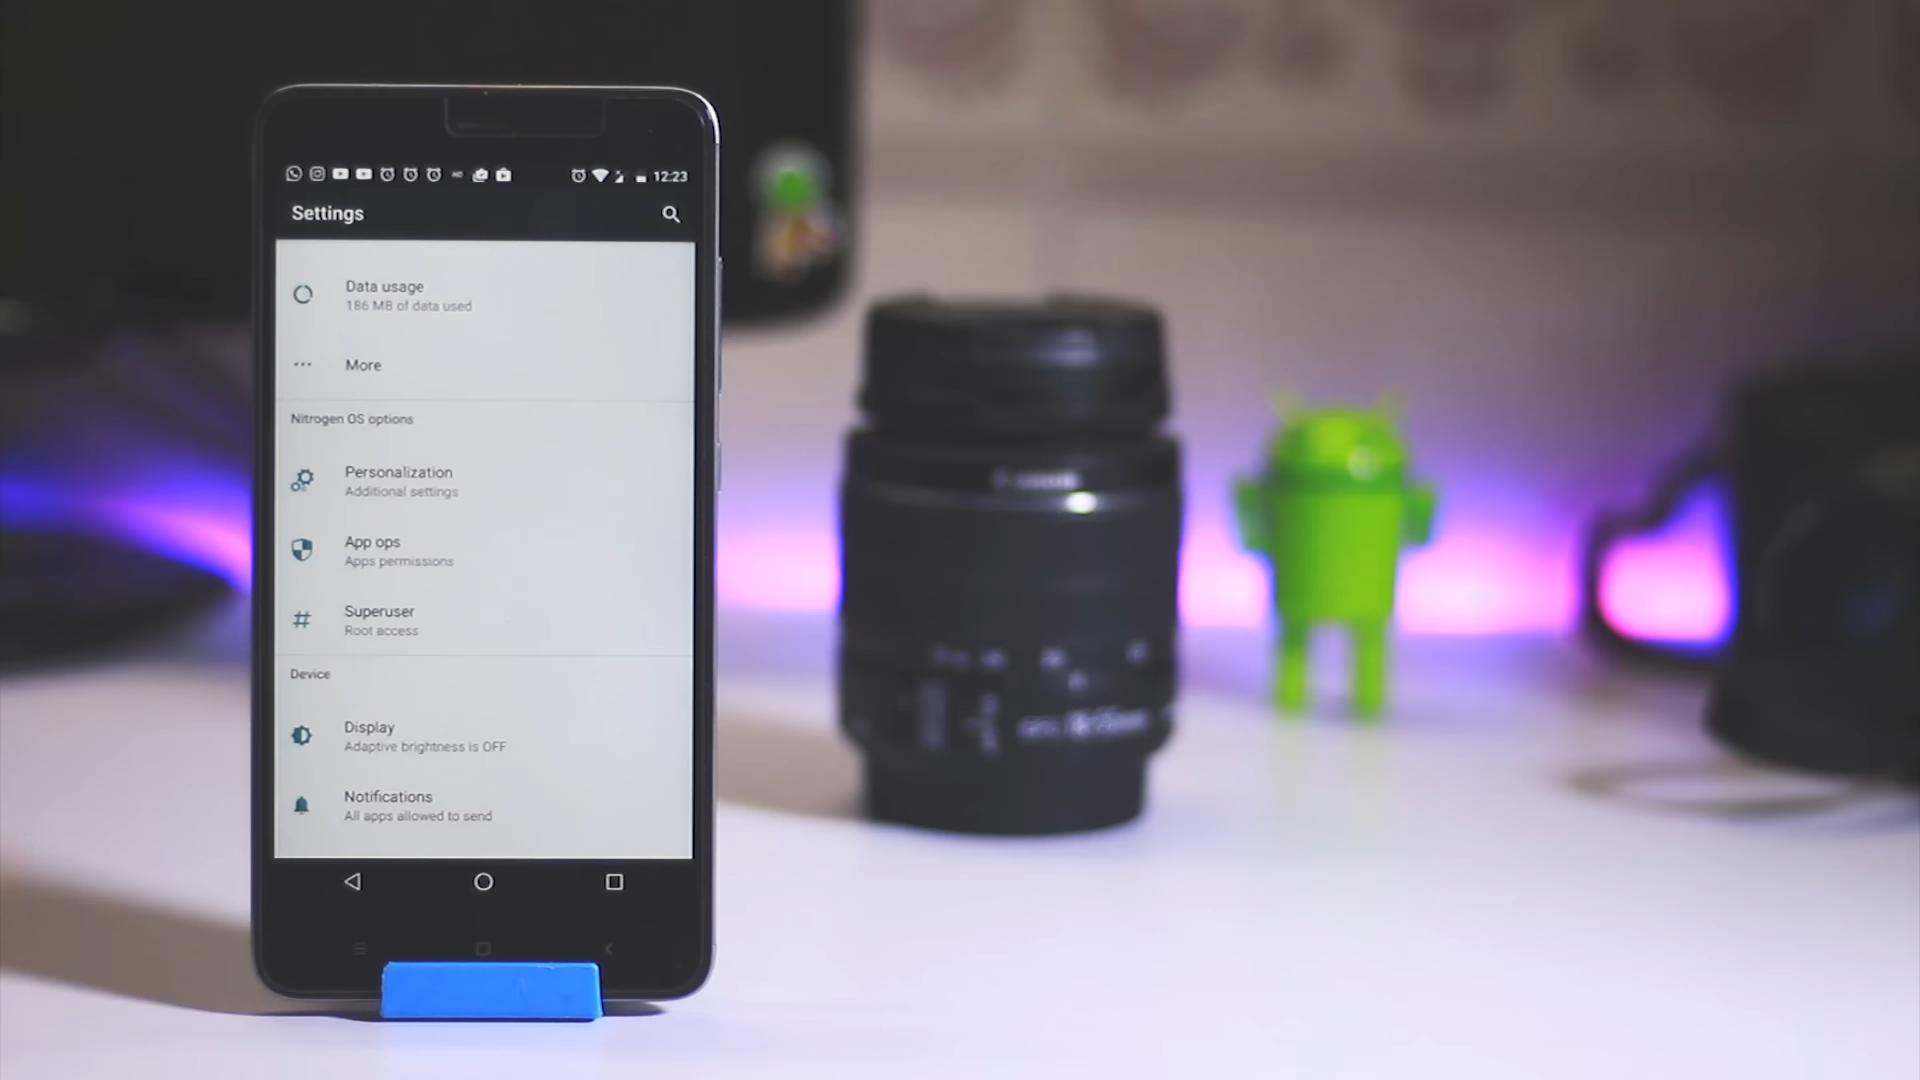 12:23
Settings
Data usage
186 MB of data used
More
Nitrogen OS options
Personalization
Additional settings
App ops
Apps permissions
Superuser
Root access
Device
Display
Adaptive brightness is OFF
Notifications
All apps allowed to send
Canon